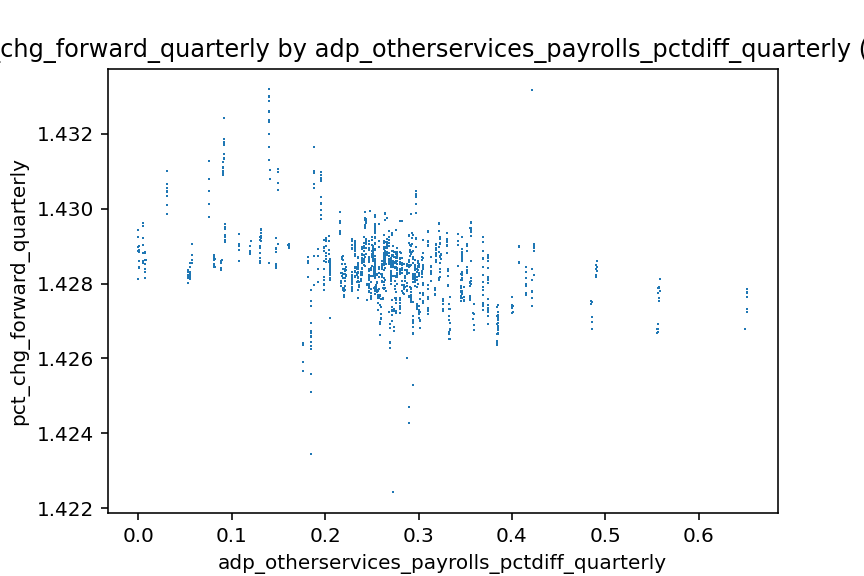 _chg_forward_quarterly by adp_otherservices_payrolls_pctdiff_quarterly (
1.432
1.430
1.428
1.426
1.424
1.422
pct_chg_forward_quarterly
0.0 0.1 0.2 0.3 0.4 0.5 0.6
adp_otherservices_payrolls_pctdiff_quarterly